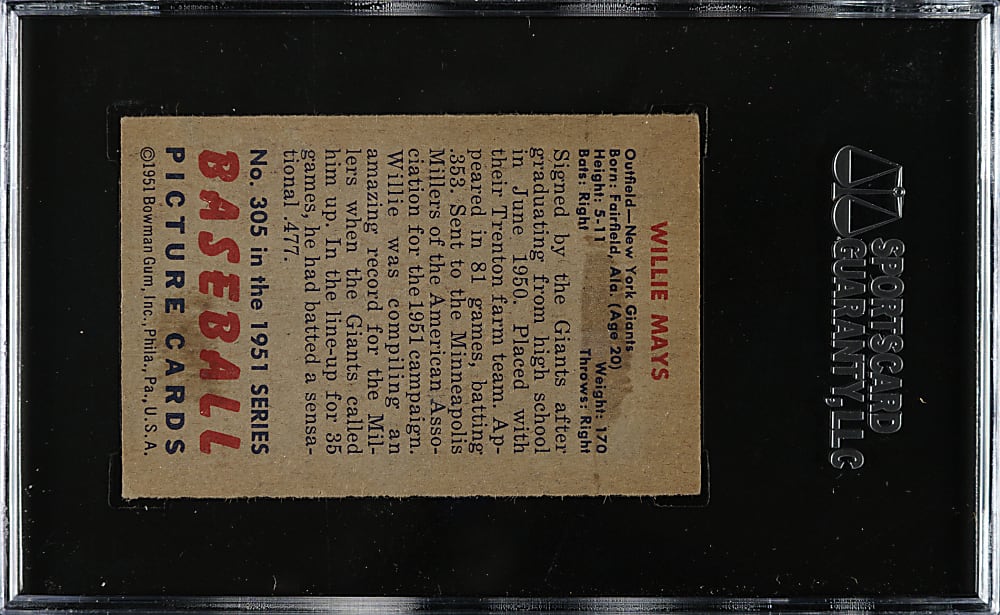 WILLIE MAYS
Outfield—New York Giants
Born: Fairfield, Ala. (Age 20)
Height: 5-11 Weight: 170
Bats: Right Throws: Right
Signed by the Giants after
graduating from high school
in June 1950. Placed with
their Trenton farm team. Ap-
peared in 81 games, batting
.353. Sent to the Minneapolis
Millers of the American Asso-
ciation for the 1951 campaign.
Willie was compiling an
amazing record for the Mil-
lers when the Giants called
him up. In the line-up for 35
games, he had batted a sensa-
tional .477.
No. 305 in the 1951 SERIES
BASEBALL
PICTURE CARDS
©1951 Bowman Gum, Inc., Phila., Pa., U.S.A.
SPORTSCARD
GUARANTY, LLC